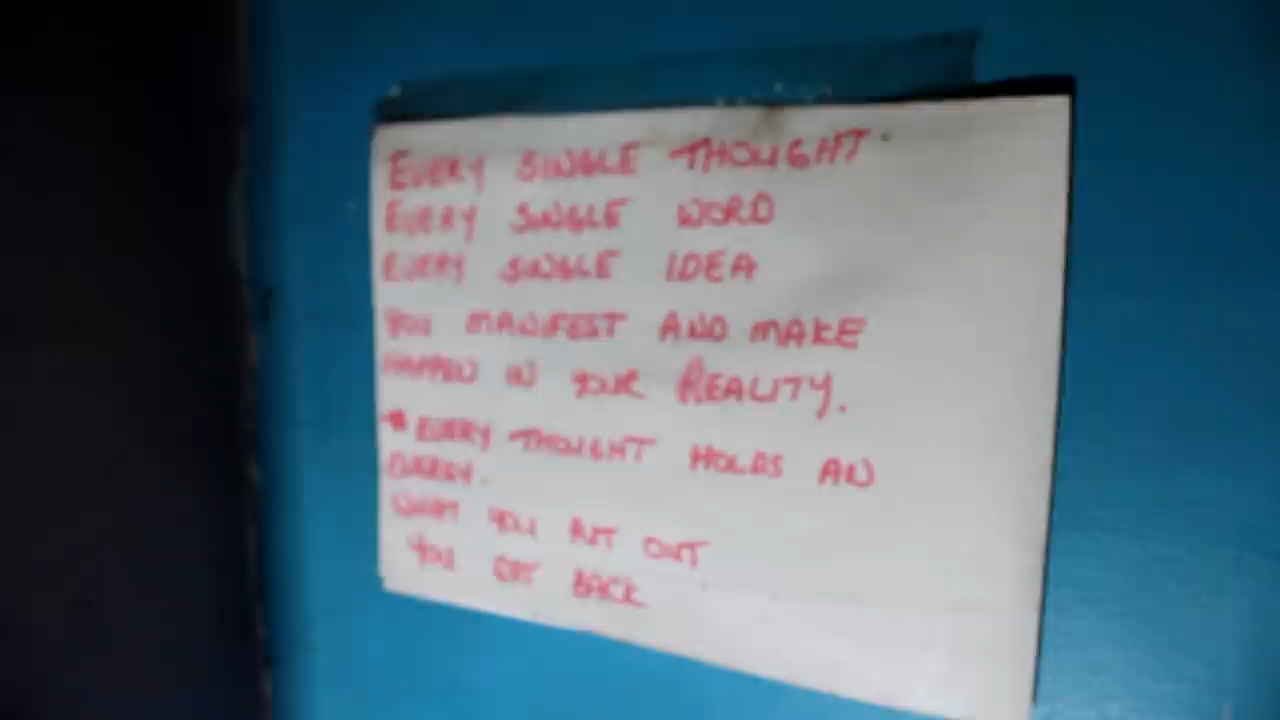 EVERY SINGLE THOUGHT
EVERY SINGLE WORD
EVERY SINGLE IDEA
YOU MANIFEST AND MAKE
HAPPEN IN YOUR REALITY.
* EVERY THOUGHT HOLDS AN
ENERGY.
WHAT YOU PUT OUT
YOU GET BACK